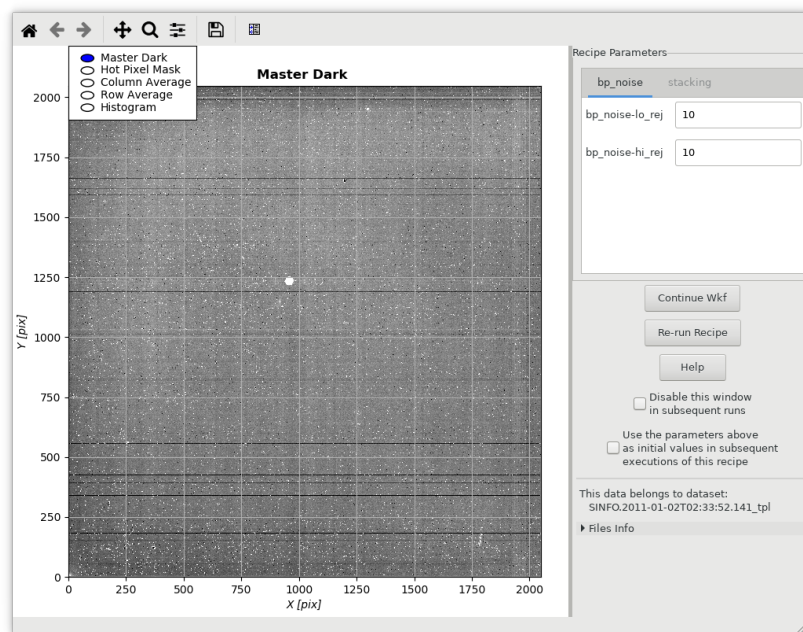 Master Dark
Hot Pixel Mask
Column Average
Row Average
Histogram
Master Dark
2000
1750
1500
1250
1000
750
500
250
0
Y [pix]
0 250 500 750 1000 1250 1500 1750 2000
X [pix]
Recipe Parameters
bp_noise stacking
bp_noise-lo_rej 10
bp_noise-hi_rej 10
Continue Wkf
Re-run Recipe
Help
Disable this window
in subsequent runs
Use the parameters above
as initial values in subsequent
executions of this recipe
This data belongs to dataset:
SINFO.2011-01-02T02:33:52.141_tpl
Files Info